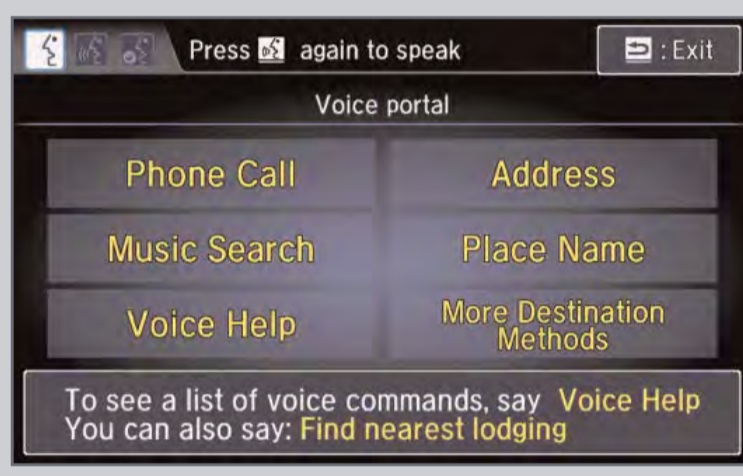 Press again to speak
: Exit
Voice portal
Phone Call
Address
Music Search
Place Name
Voice Help
More Destination
Methods
To see a list of voice commands, say Voice Help
You can also say: Find nearest lodging